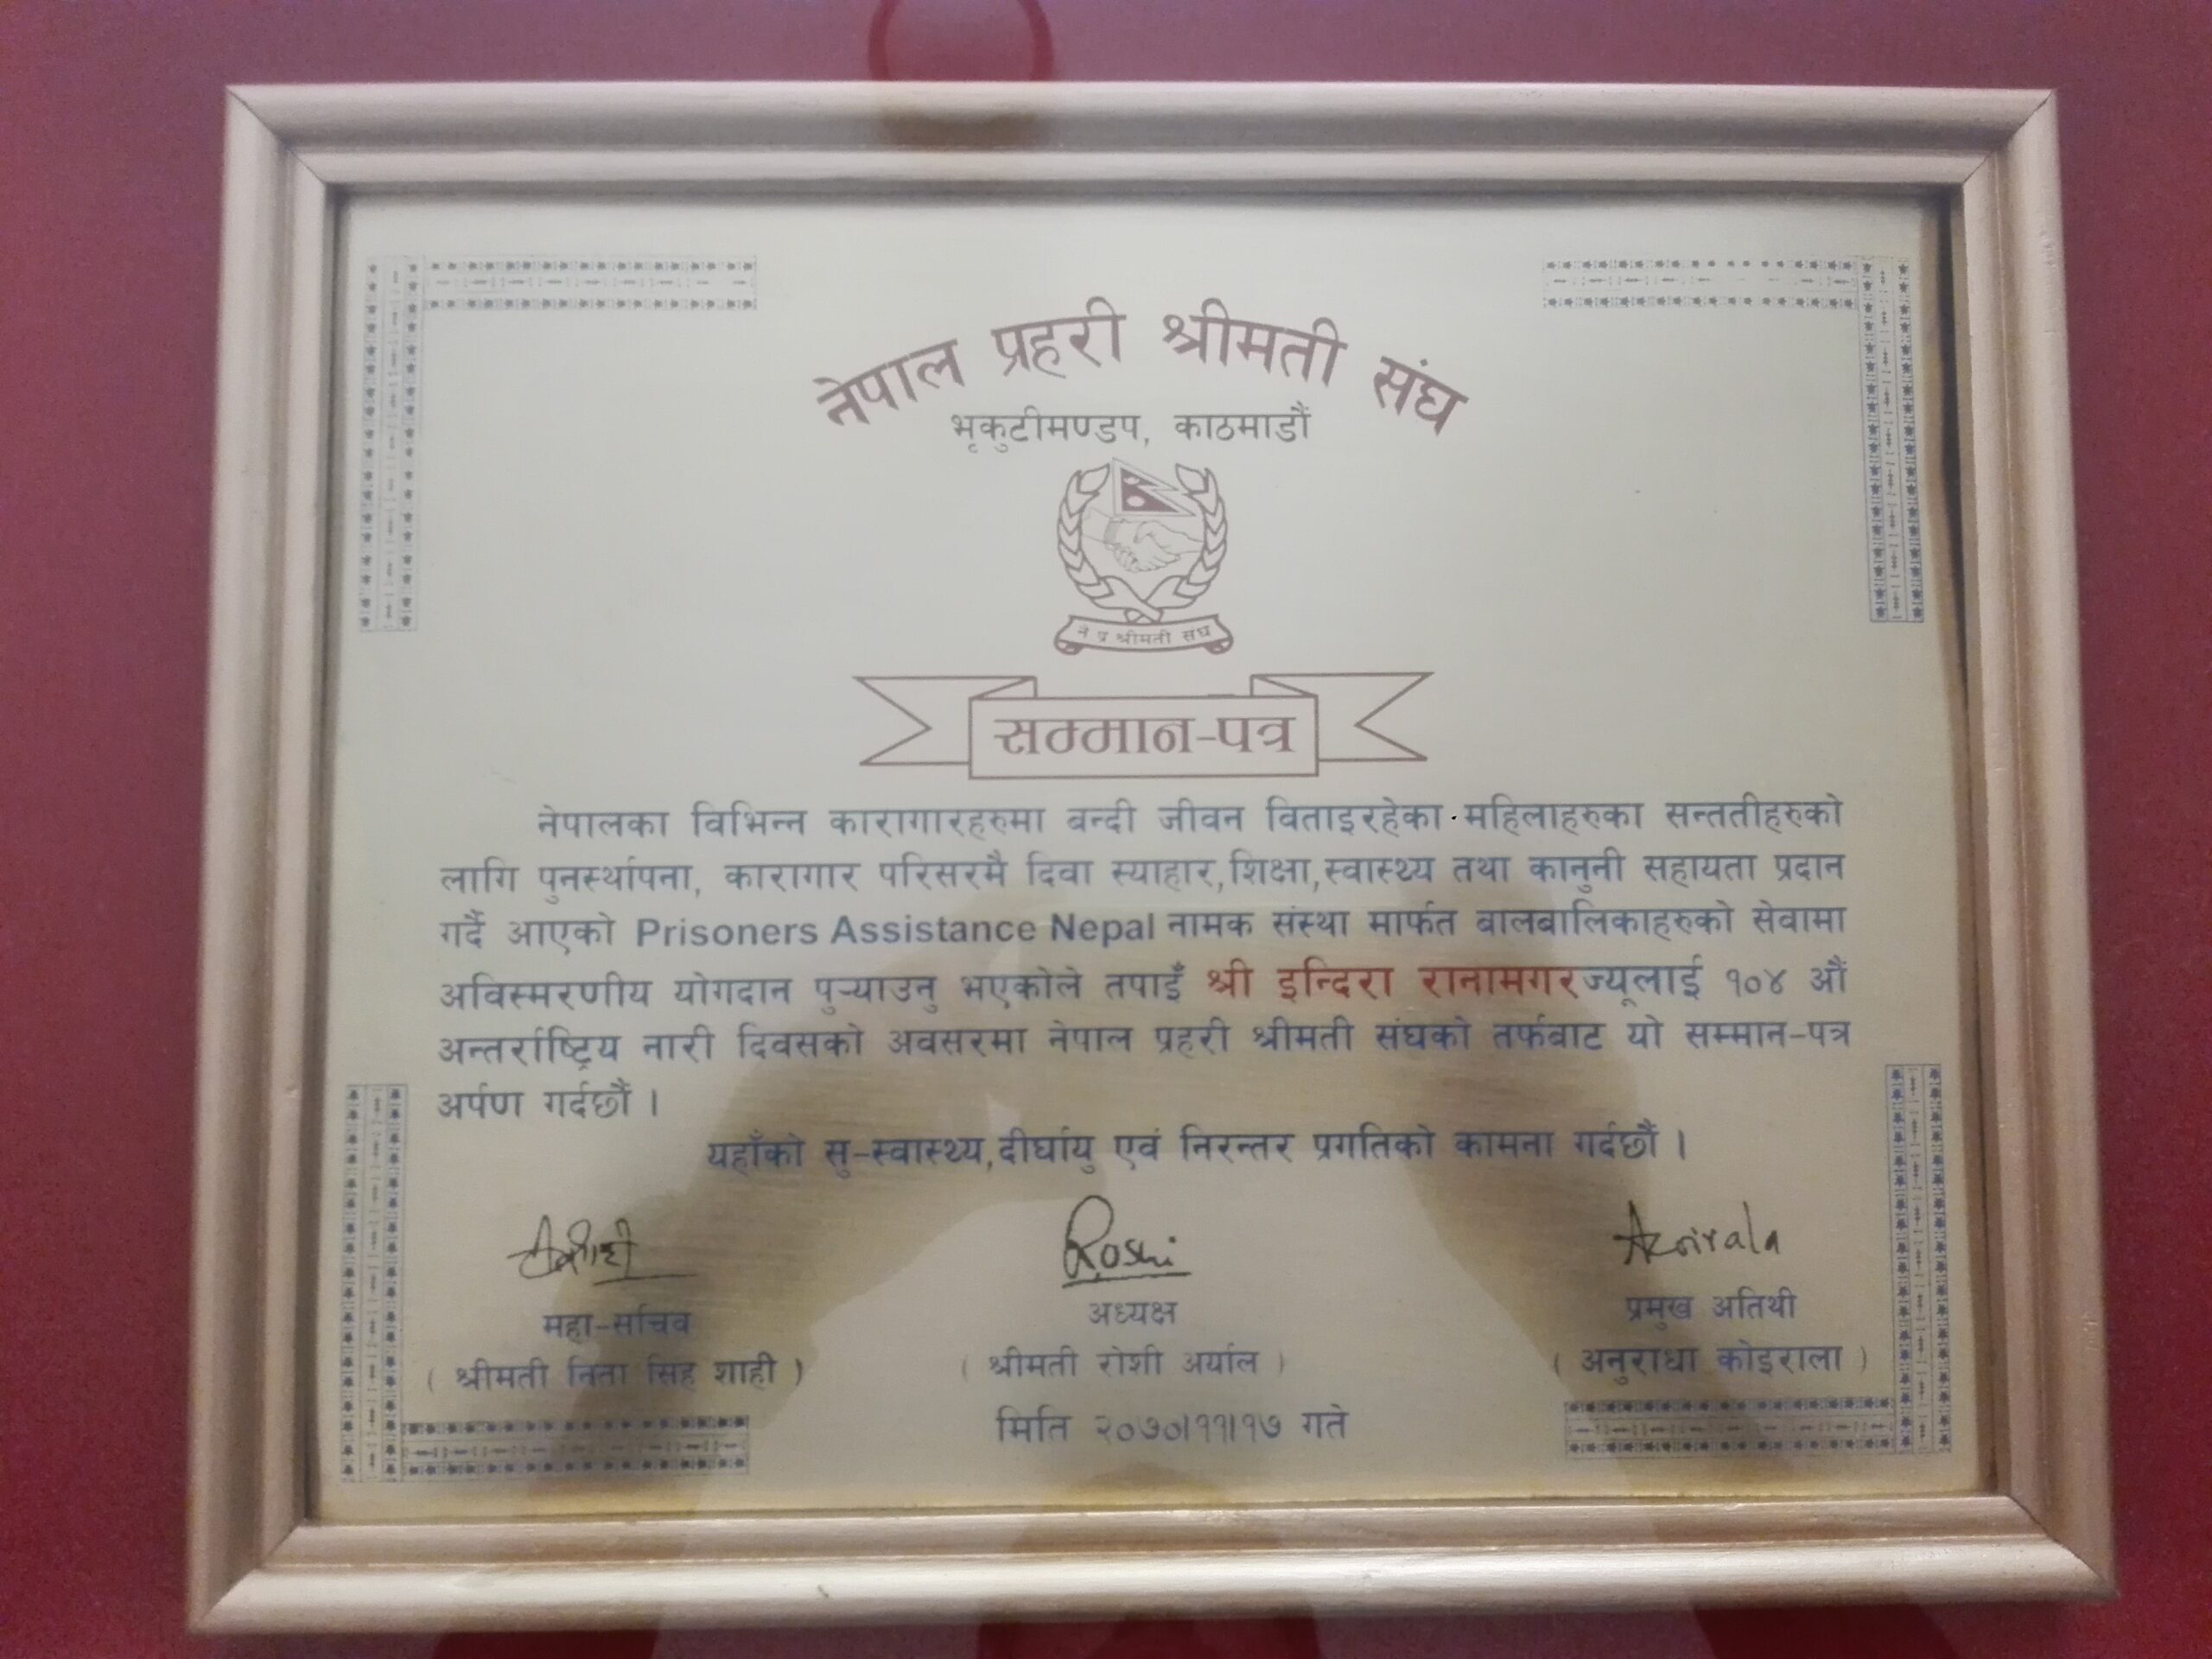 नेपाल प्रहरी श्रीमती संघ
भृकुटीमण्डप, काठमाडौं
ने प्र श्रीमती संघ
सम्मान-पत्र
नेपालका विभिन्न कारागारहरुमा बन्दी जीवन विताइरहेका महिलाहरुका सन्ततीहरुको
लागि पुनर्स्थापना, कारागार परिसरमै दिवा स्याहार,शिक्षा,स्वास्थ्य तथा कानुनी सहायता प्रदान
गर्दै आएको Prisoners Assistance Nepal नामक संस्था मार्फत बालबालिकाहरुको सेवामा
अविस्मरणीय योगदान पुऱ्याउनु भएकोले तपाइँ श्री इन्दिरा रानामगरज्यूलाई १०४ औं
अन्तर्राष्ट्रिय नारी दिवसको अवसरमा नेपाल प्रहरी श्रीमती संघको तर्फबाट यो सम्मान-पत्र
अर्पण गर्दछौं ।
यहाँको सु-स्वास्थ्य,दीर्घायु एवं निरन्तर प्रगतिको कामना गर्दछौं ।
Roshi
महा-सचिव
अध्यक्ष
प्रमुख अतिथी
( श्रीमती निता सिंह शाही )
( श्रीमती रोशी अर्याल )
( अनुराधा कोइराला )
मिति २०७०।११।१७ गते